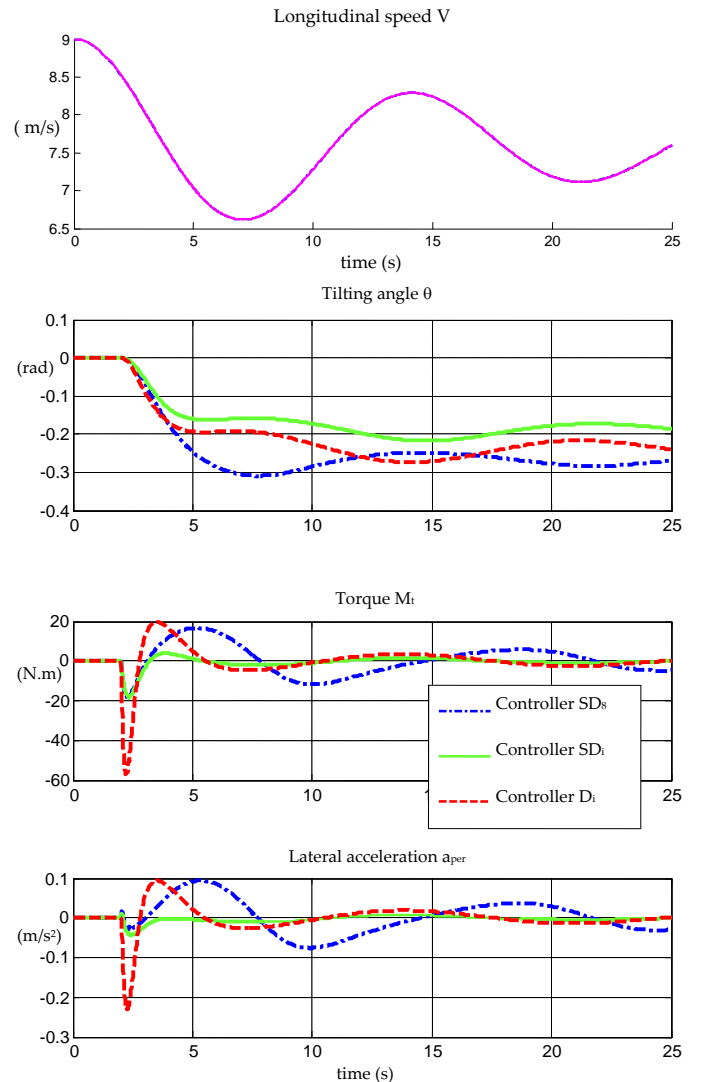 Longitudinal speed V
9
8.5
8
( m/s)
7.5
7
6.5
0 5 10 15 20 25
time (s)
Tilting angle θ
0.1
0
(rad)
-0.1
-0.2
-0.3
-0.4
0 5 10 15 20 25
Torque Mt
20
0
(N.m)
-20
-40
-60
Controller SD8
Controller SDi
Controller Di
0 5 10 15 20 25
Lateral acceleration aper
0.1
0
(m/s²)
-0.1
-0.2
-0.3
0 5 10 15 20 25
time (s)